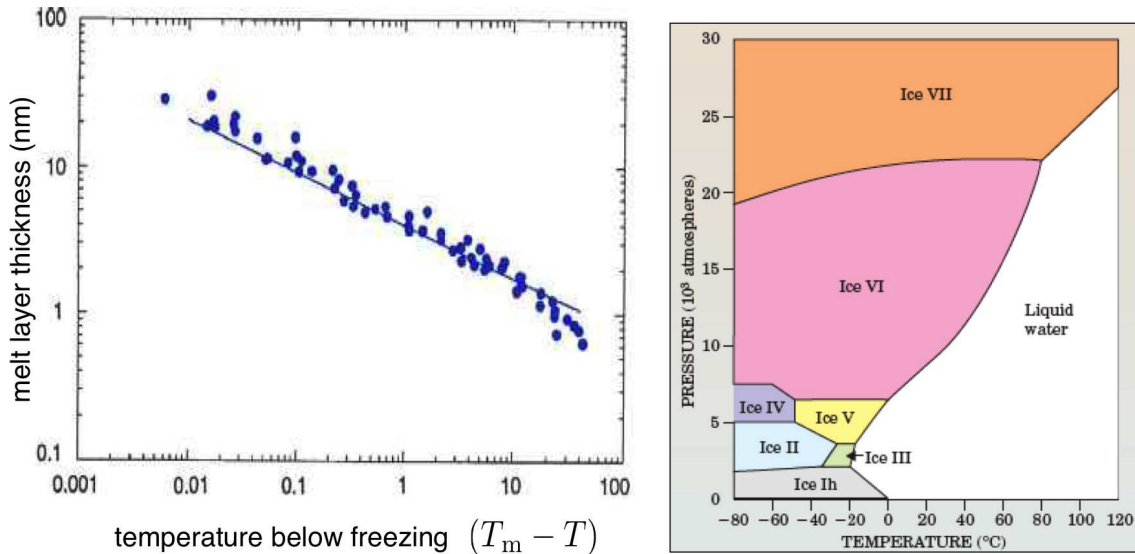 100
10
1
0.1
melt layer thickness (nm)
0.001 0.01 0.1 1 10 100
temperature below freezing (Tm − T)
30
25
20
15
10
5
0
PRESSURE (10³ atmospheres)
Ice VII
Ice VI
Liquid
water
Ice IV
Ice V
Ice II
Ice III
Ice Ih
−80 −60 −40 −20 0 20 40 60 80 100 120
TEMPERATURE (°C)